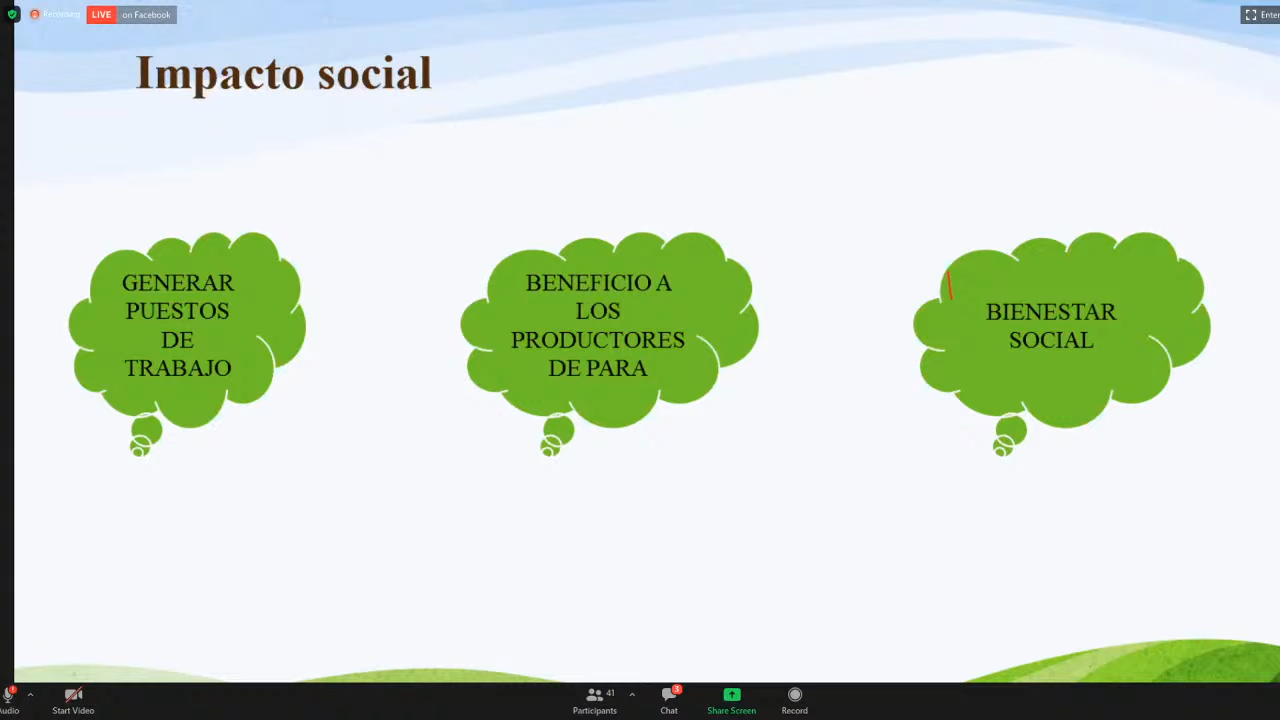 Recording
LIVE
on Facebook
Enter
Impacto social
GENERAR
PUESTOS
DE
TRABAJO
BENEFICIO A
LOS
PRODUCTORES
DE PARA
BIENESTAR
SOCIAL
Audio
Start Video
41
Participants
3
Chat
Share Screen
Record